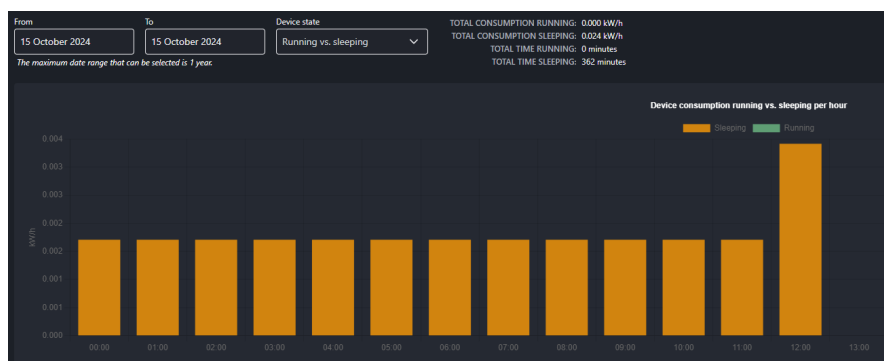 From
To
Device state
15 October 2024
15 October 2024
Running vs. sleeping
The maximum date range that can be selected is 1 year.
TOTAL CONSUMPTION RUNNING: 0.000 kW/h
TOTAL CONSUMPTION SLEEPING: 0.024 kW/h
TOTAL TIME RUNNING: 0 minutes
TOTAL TIME SLEEPING: 362 minutes
Device consumption running vs. sleeping per hour
Sleeping Running
0.004
0.003
0.003
0.002
0.002
0.001
0.001
0.000
kW/h
00:00 01:00 02:00 03:00 04:00 05:00 06:00 07:00 08:00 09:00 10:00 11:00 12:00 13:00